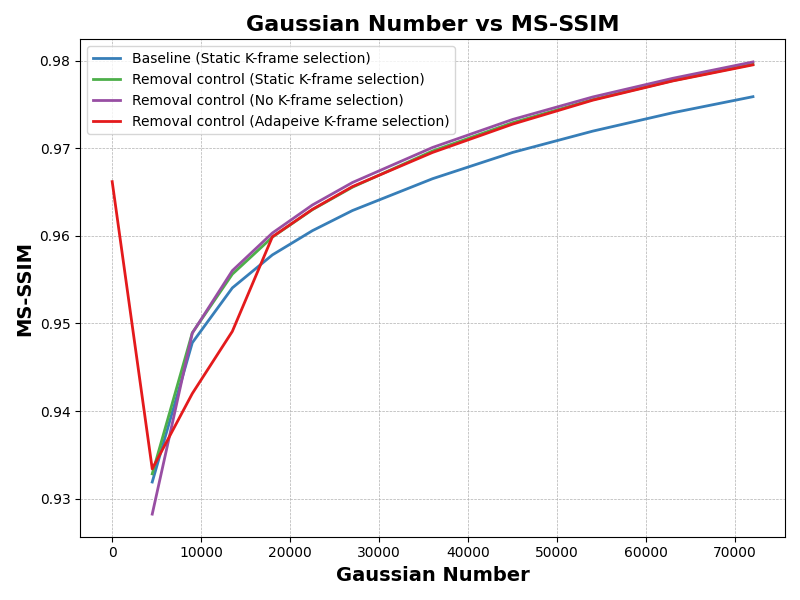 Gaussian Number vs MS-SSIM
Baseline (Static K-frame selection)
Removal control (Static K-frame selection)
Removal control (No K-frame selection)
Removal control (Adapeive K-frame selection)
MS-SSIM
0.98
0.97
0.96
0.95
0.94
0.93
0 10000 20000 30000 40000 50000 60000 70000
Gaussian Number